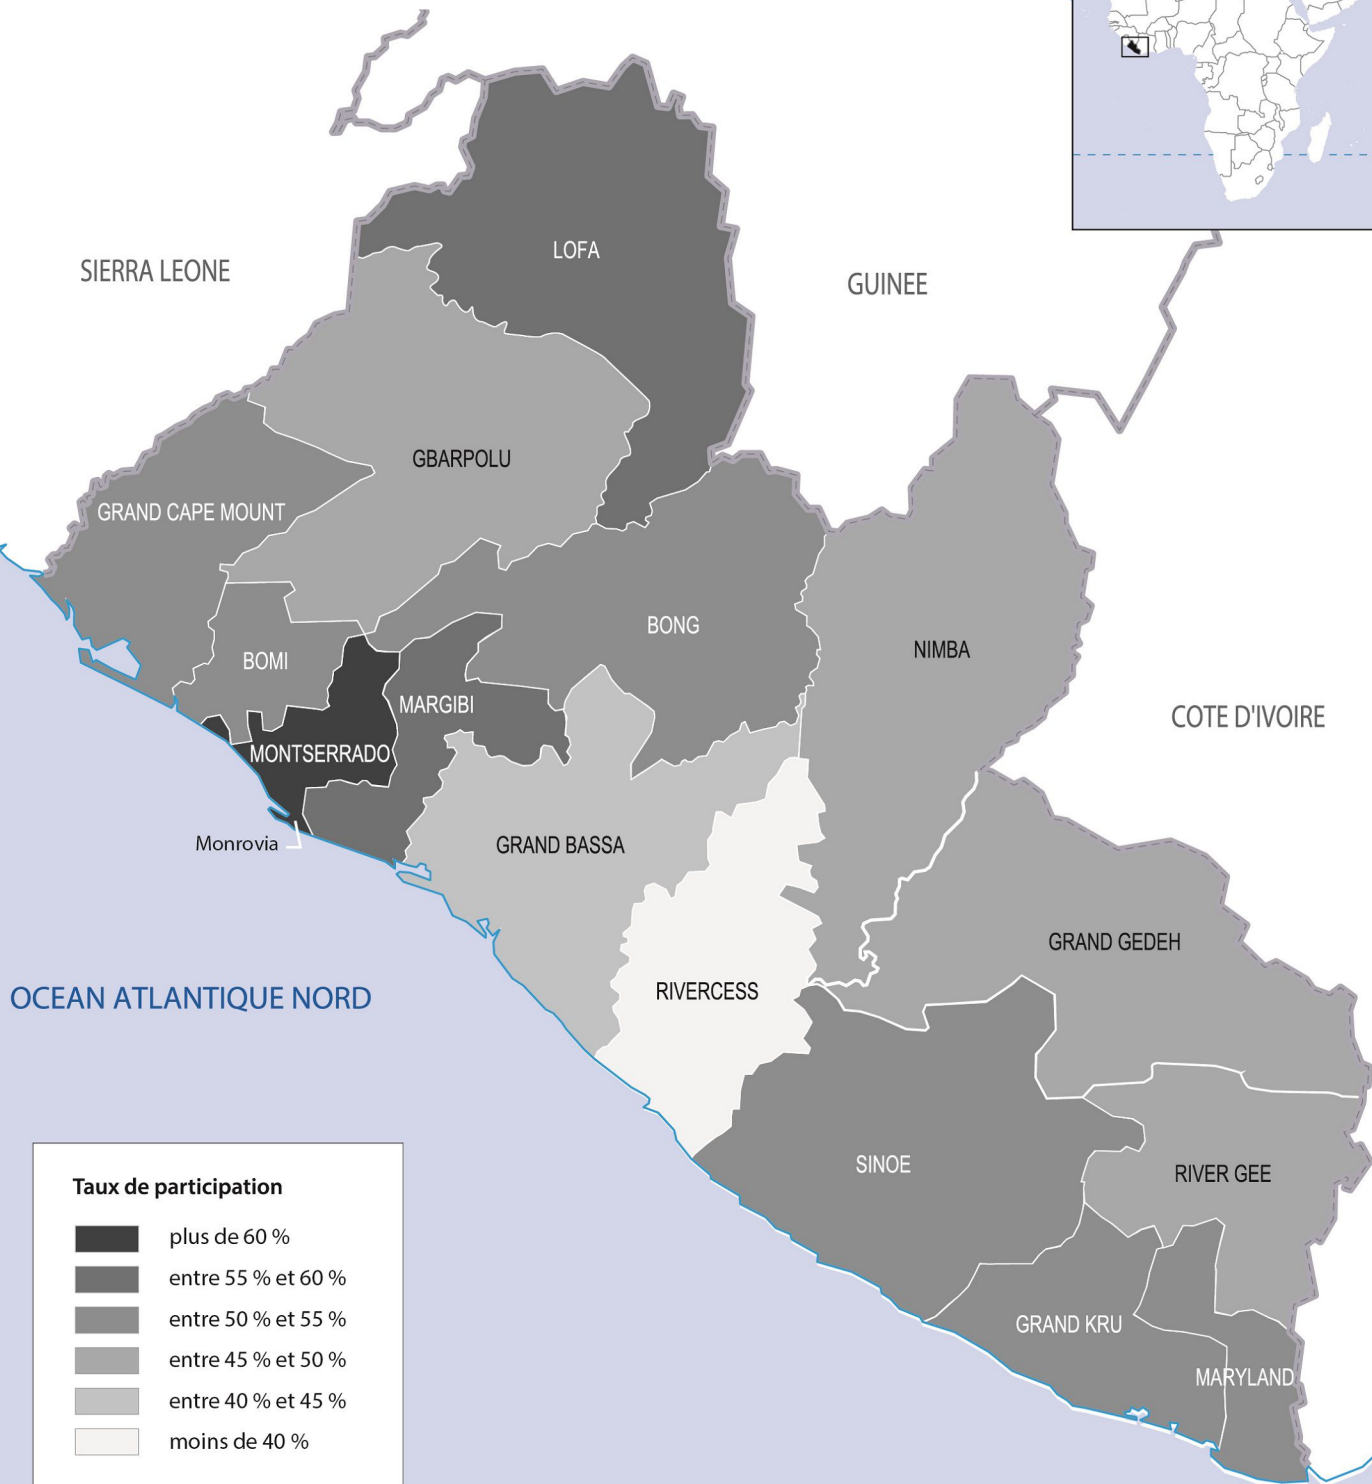 LOFA
SIERRA LEONE
GUINEE
GBARPOLU
GRAND CAPE MOUNT
BONG
NIMBA
BOMI
MARGIBI
COTE D'IVOIRE
MONTSERRADO
Monrovia
GRAND BASSA
GRAND GEDEH
RIVERCESS
OCEAN ATLANTIQUE NORD
SINOE
RIVER GEE
GRAND KRU
MARYLAND
Taux de participation
plus de 60 %
entre 55 % et 60 %
entre 50 % et 55 %
entre 45 % et 50 %
entre 40 % et 45 %
moins de 40 %